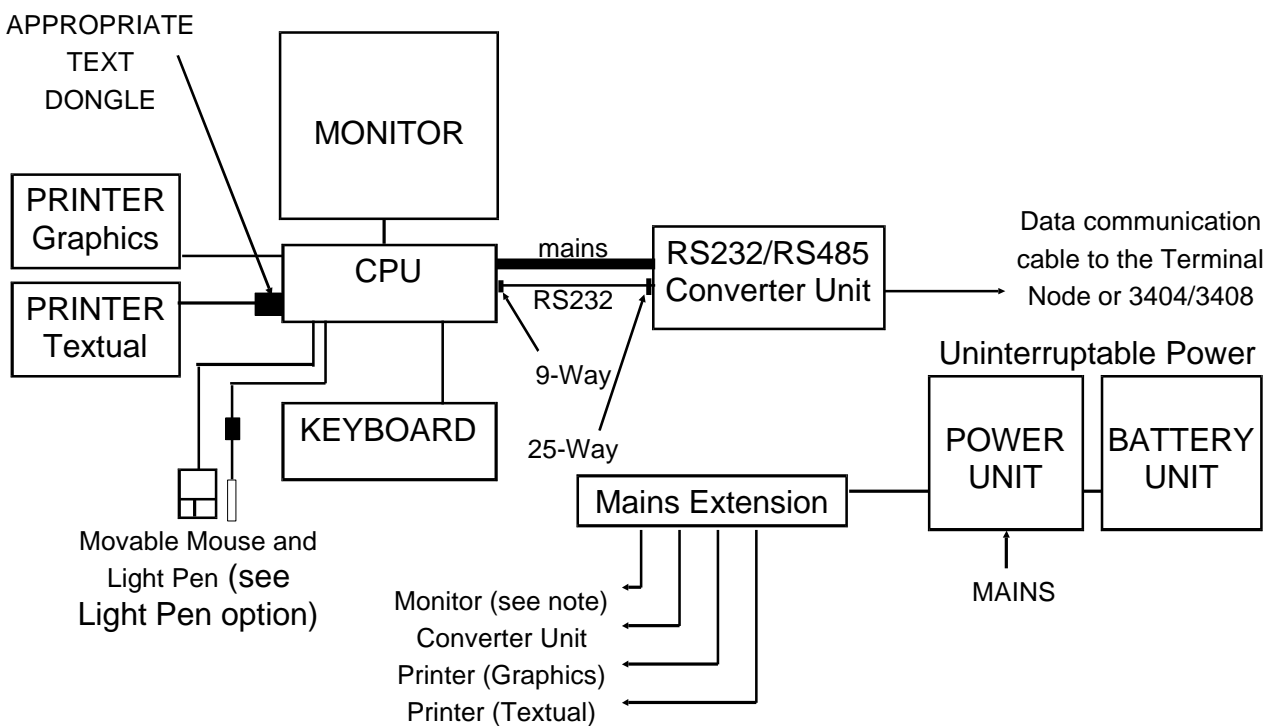 APPROPRIATE
TEXT
DONGLE
MONITOR
PRINTER
Graphics
PRINTER
Textual
CPU
mains
RS232
RS232/RS485
Converter Unit
Data communication
cable to the Terminal
Node or 3404/3408
9-Way
25-Way
KEYBOARD
Movable Mouse and
Light Pen (see
Light Pen option)
Uninterruptable Power
POWER
UNIT
BATTERY
UNIT
MAINS
Mains Extension
Monitor (see note)
Converter Unit
Printer (Graphics)
Printer (Textual)